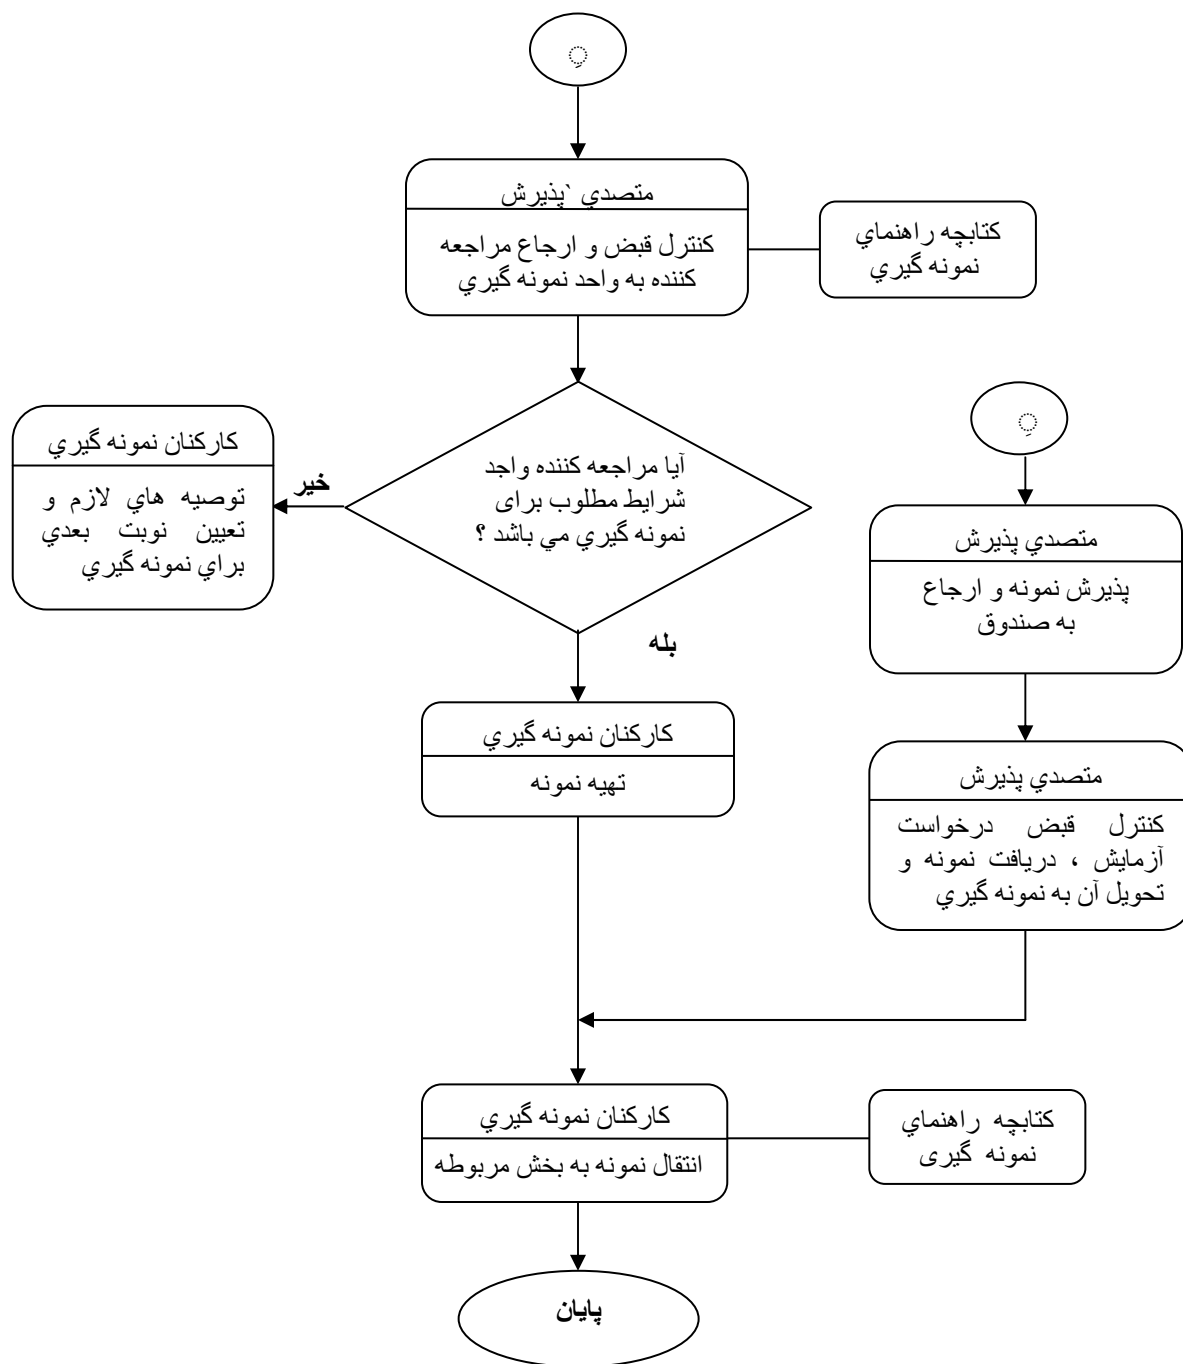 متصدي `پذيرش
كنترل قبض و ارجاع مراجعه
كننده به واحد نمونه گيري
كتابچه راهنماي
نمونه گيري
آيا مراجعه كننده واجد
شرايط مطلوب برای
نمونه گيري مي باشد ؟
خير
كاركنان نمونه گيري
توصيه هاي لازم و
تعيين نوبت بعدي
براي نمونه گيري
بله
كاركنان نمونه گيري
تهيه نمونه
متصدي پذيرش
پذيرش نمونه و ارجاع
به صندوق
متصدي پذيرش
كنترل قبض درخواست
آزمايش ، دريافت نمونه و
تحويل آن به نمونه گيري
كاركنان نمونه گيري
انتقال نمونه به بخش مربوطه
كتابچه راهنماي
نمونه گیری
پايان